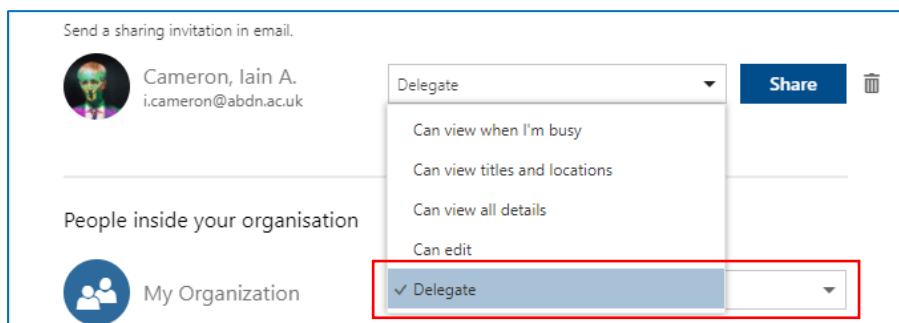 Send a sharing invitation in email.
Cameron, Iain A.
i.cameron@abdn.ac.uk
Delegate
Share
Can view when I'm busy
Can view titles and locations
Can view all details
Can edit
People inside your organisation
My Organization
✓ Delegate